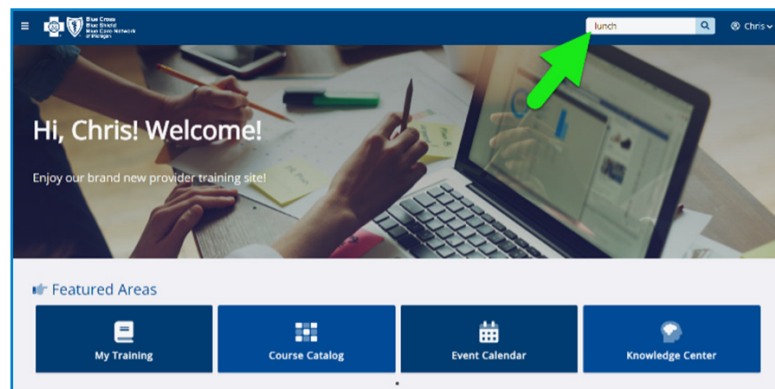 Blue Cross
Blue Shield
Blue Care Network
of Michigan
lunch
Chris
Hi, Chris! Welcome!
Enjoy our brand new provider training site!
Featured Areas
My Training
Course Catalog
Event Calendar
Knowledge Center